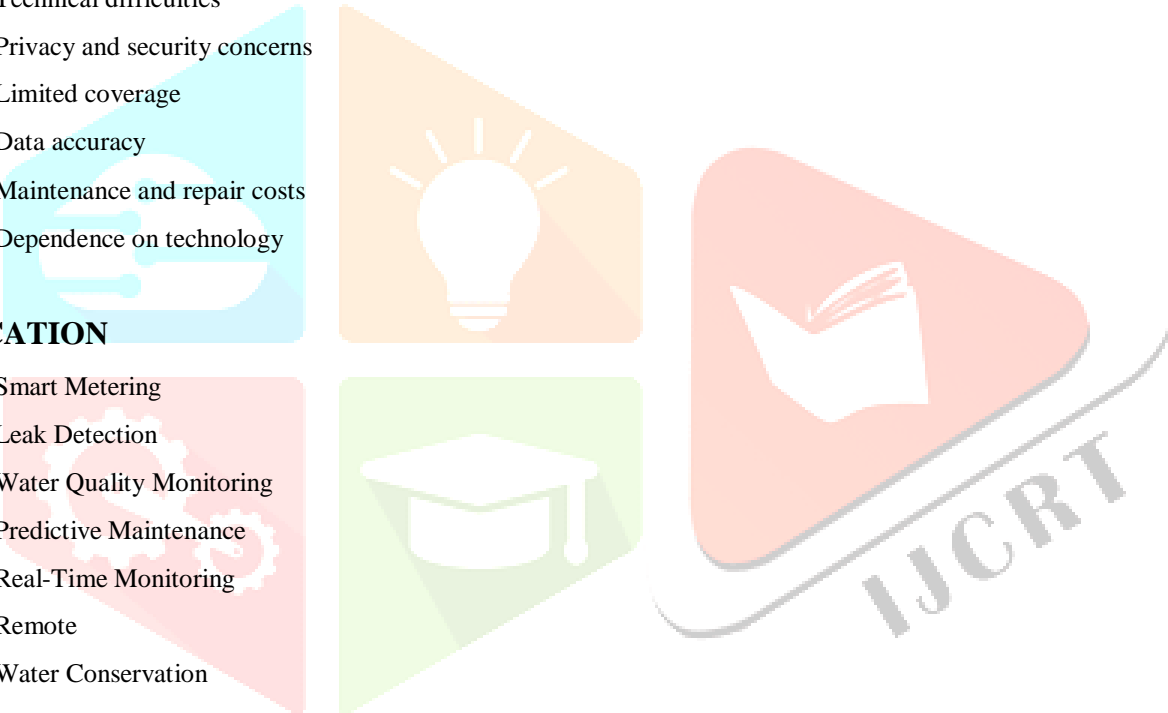 Technical difficulties
Privacy and security concerns
Limited coverage
Data accuracy
Maintenance and repair costs
Dependence on technology
CATION
Smart Metering
Leak Detection
Water Quality Monitoring
Predictive Maintenance
Real-Time Monitoring
Remote
Water Conservation
IJCRT